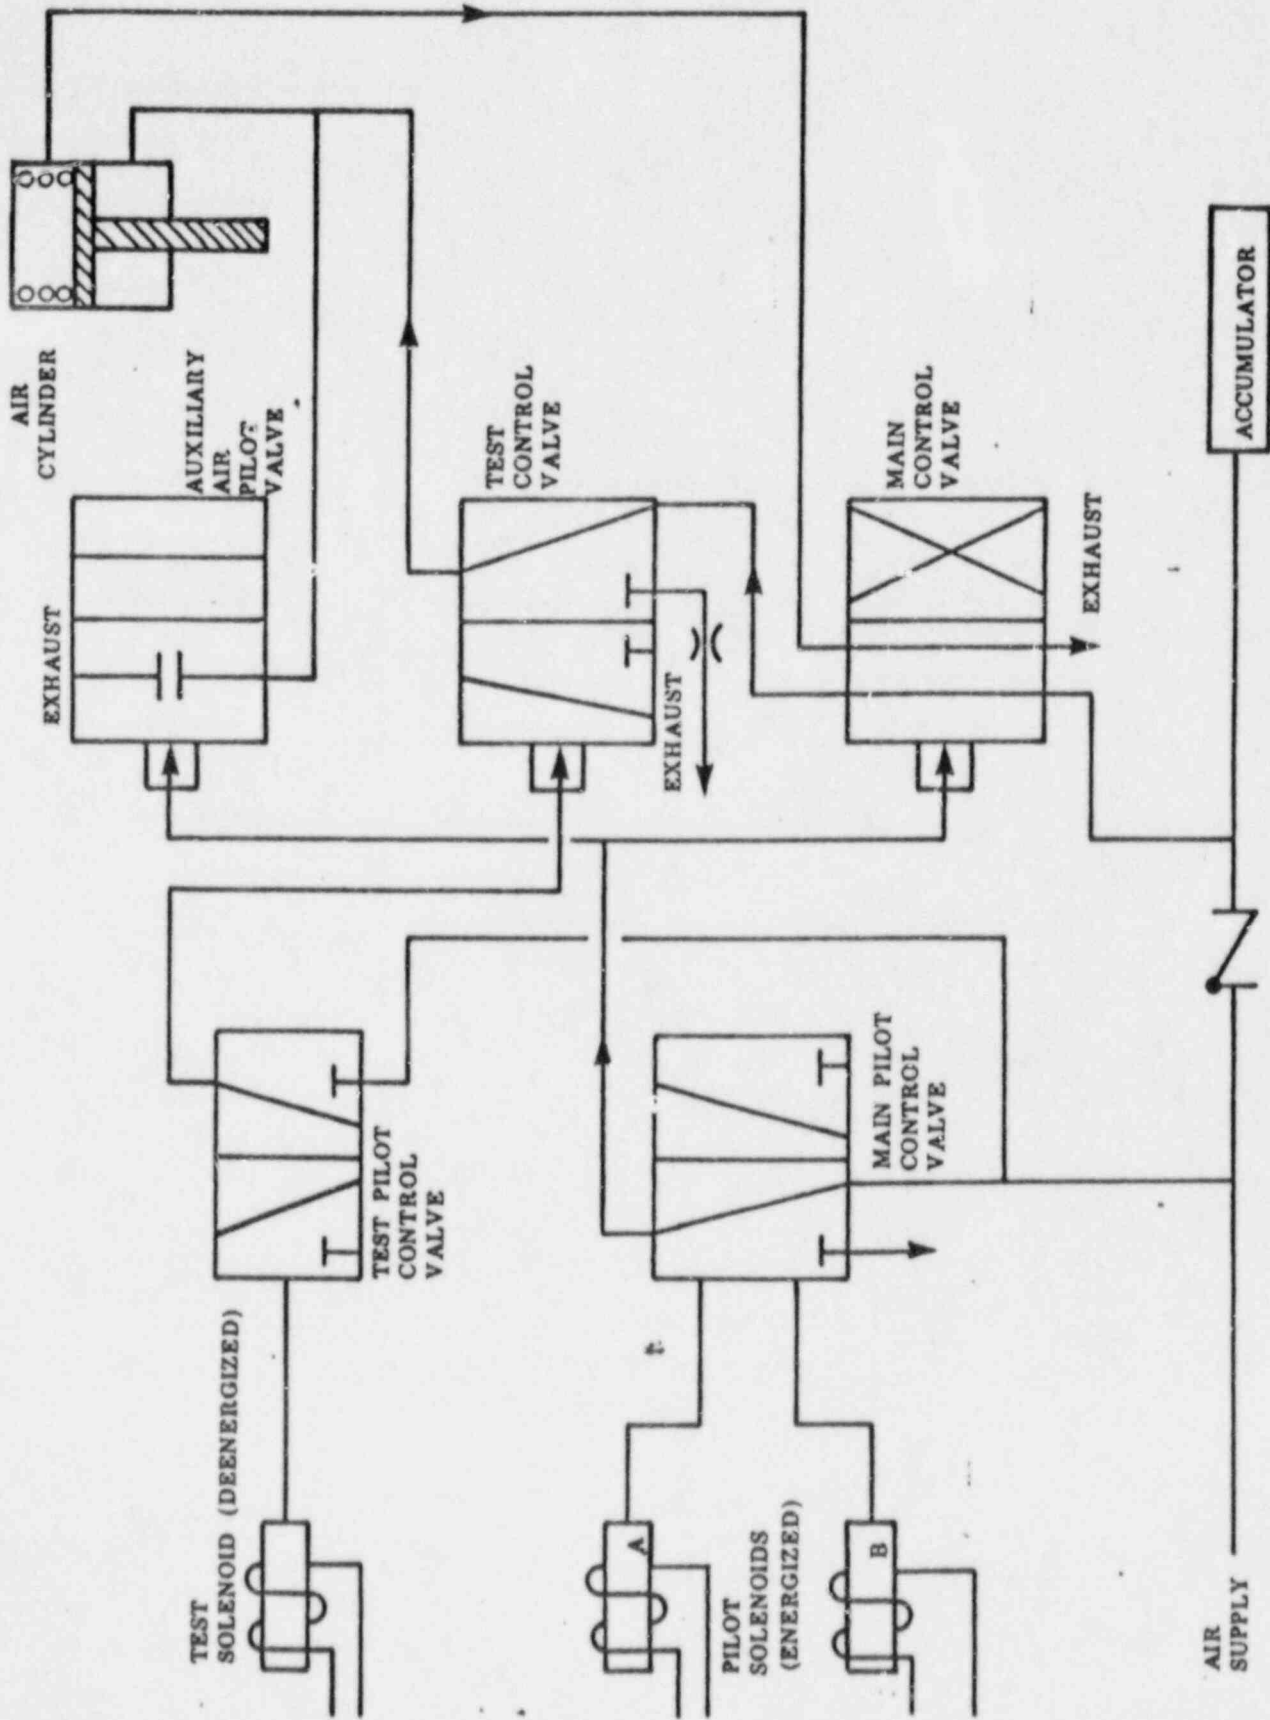 AIR
CYLINDER
EXHAUST
AUXILIARY
AIR
PILOT
VALVE
TEST
CONTROL
VALVE
EXHAUST
MAIN
CONTROL
VALVE
EXHAUST
ACCUMULATOR
TEST PILOT
CONTROL
VALVE
MAIN PILOT
CONTROL
VALVE
TEST
SOLENOID (DEENERGIZED)
A
PILOT
SOLENOIDS
(ENERGIZED)
B
AIR
SUPPLY